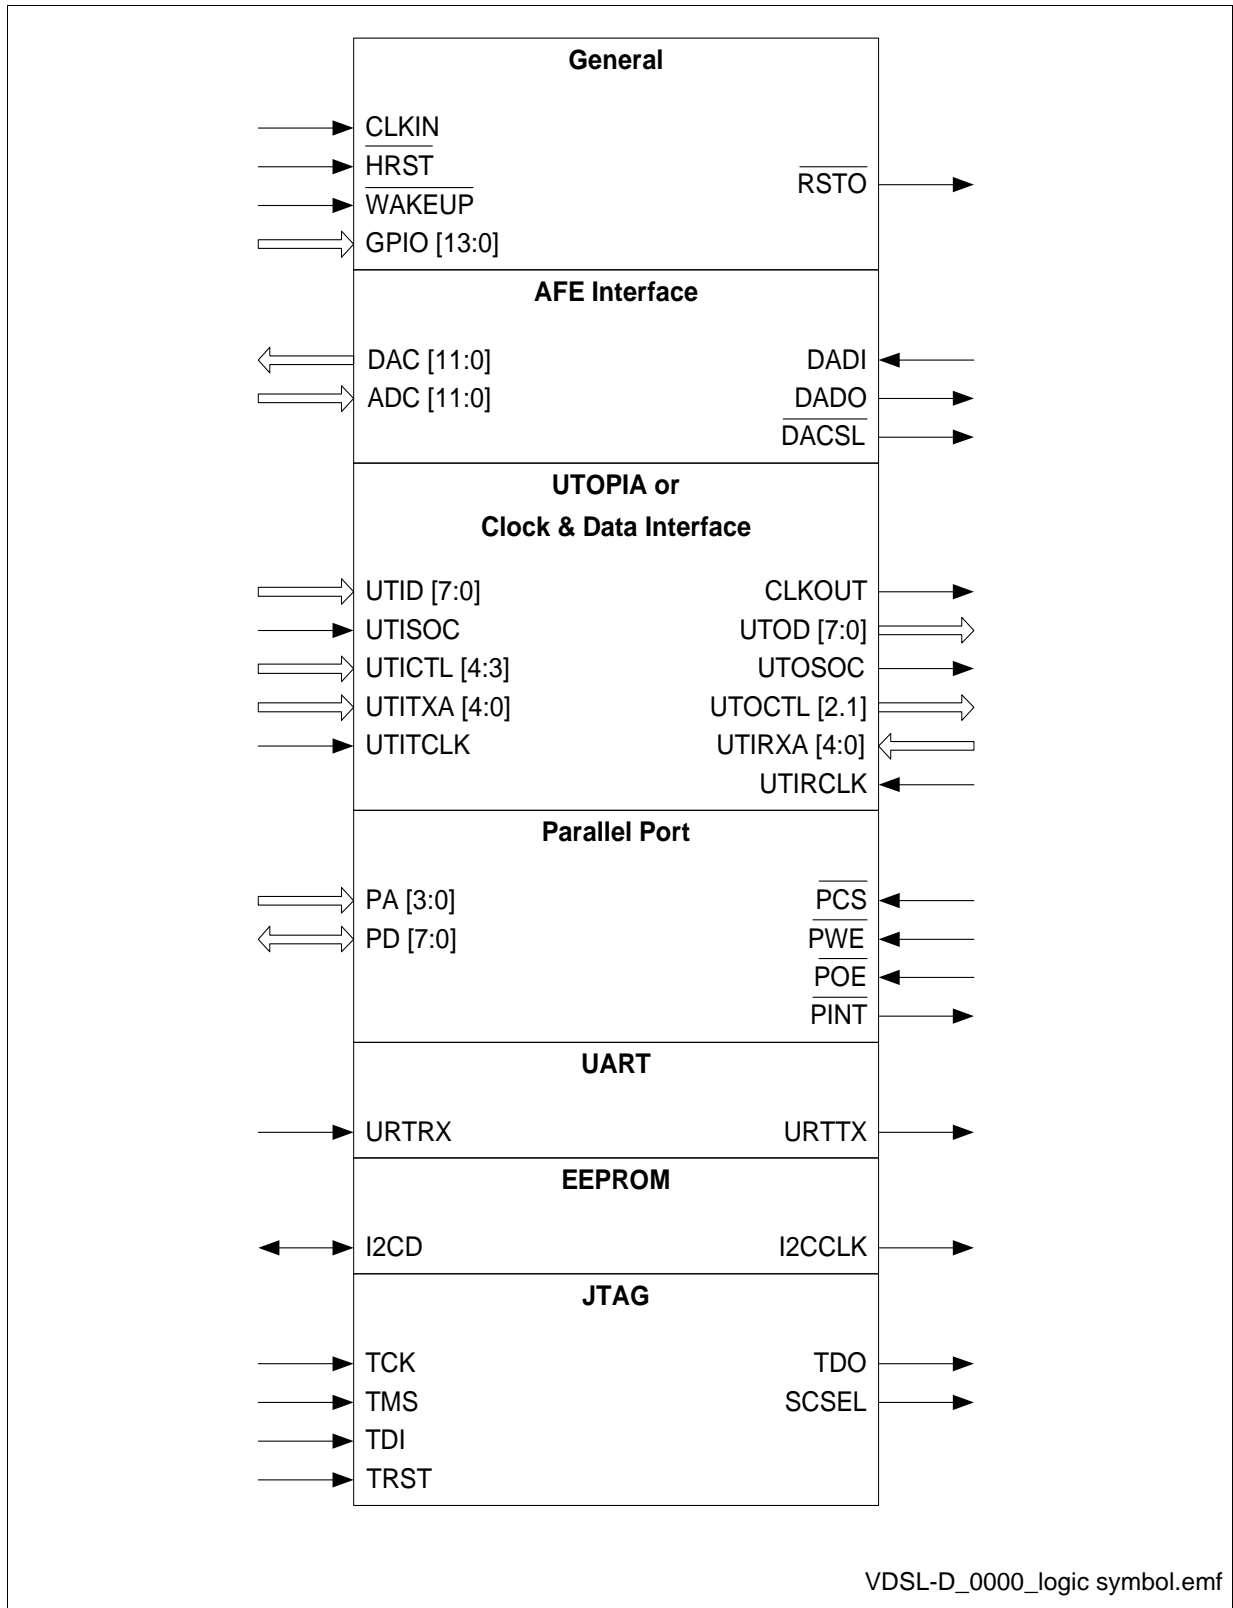 General
CLKIN
HRST
RSTO
WAKEUP
GPIO [13:0]
AFE Interface
DAC [11:0]
DADI
ADC [11:0]
DADO
DACSL
UTOPIA or
Clock & Data Interface
UTID [7:0]
CLKOUT
UTISOC
UTOD [7:0]
UTICTL [4:3]
UTOSOC
UTITXA [4:0]
UTOCTL [2.1]
UTITCLK
UTIRXA [4:0]
UTIRCLK
Parallel Port
PA [3:0]
PCS
PD [7:0]
PWE
POE
PINT
UART
URTRX
URTTX
EEPROM
I2CD
I2CCLK
JTAG
TCK
TDO
TMS
SCSEL
TDI
TRST
VDSL-D_0000_logic symbol.emf